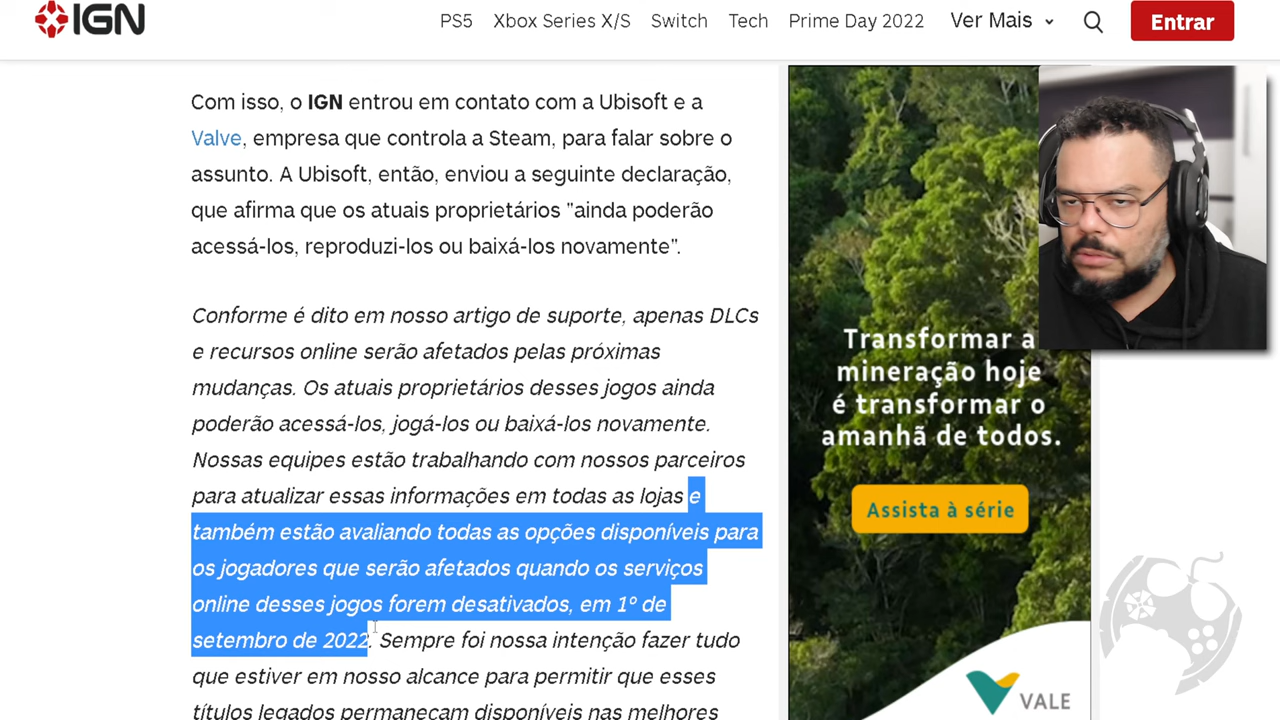 IGN
PS5 Xbox Series X/S Switch Tech Prime Day 2022 Ver Mais Entrar
Com isso, o IGN entrou em contato com a Ubisoft e a
Valve, empresa que controla a Steam, para falar sobre o
assunto. A Ubisoft, então, enviou a seguinte declaração,
que afirma que os atuais proprietários "ainda poderão
acessá-los, reproduzi-los ou baixá-los novamente".
Conforme é dito em nosso artigo de suporte, apenas DLCs
e recursos online serão afetados pelas próximas
mudanças. Os atuais proprietários desses jogos ainda
poderão acessá-los, jogá-los ou baixá-los novamente.
Nossas equipes estão trabalhando com nossos parceiros
para atualizar essas informações em todas as lojas e
também estão avaliando todas as opções disponíveis para
os jogadores que serão afetados quando os serviços
online desses jogos forem desativados, em 1º de
setembro de 2022. Sempre foi nossa intenção fazer tudo
que estiver em nosso alcance para permitir que esses
títulos legados permaneçam disponíveis nas melhores
Transformar a
mineração hoje
é transformar o
amanhã de todos.
Assista à série
VALE